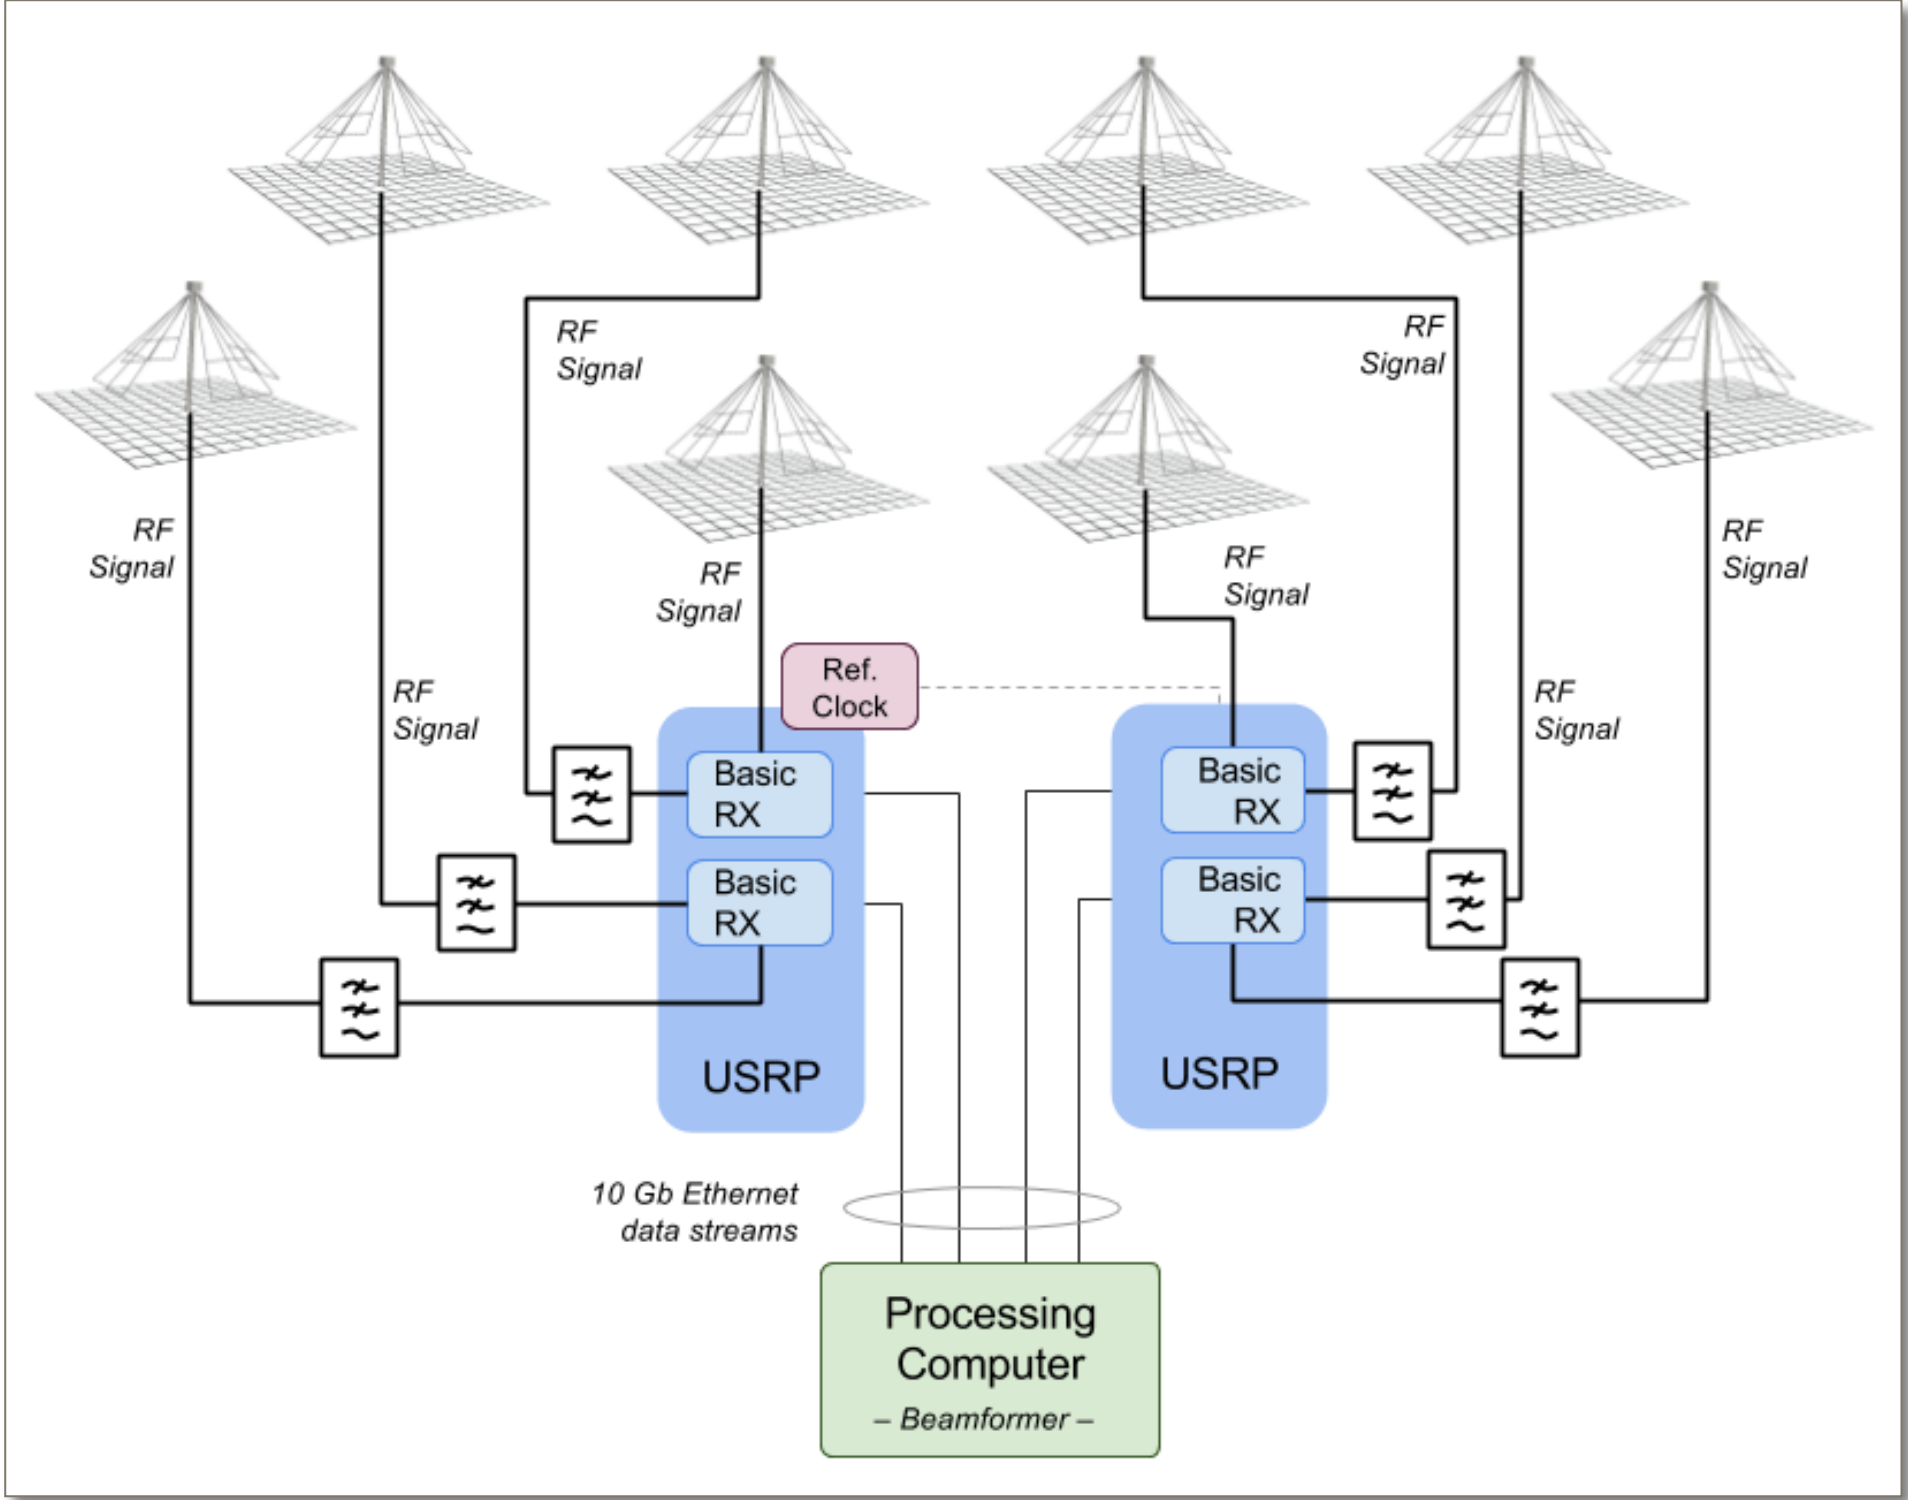 RF
Signal
RF
Signal
RF
Signal
RF
Signal
RF
Signal
RF
Signal
RF
Signal
RF
Signal
Ref.
Clock
Basic
RX
Basic
RX
USRP
Basic
RX
Basic
RX
USRP
10 Gb Ethernet
data streams
Processing
Computer
– Beamformer –